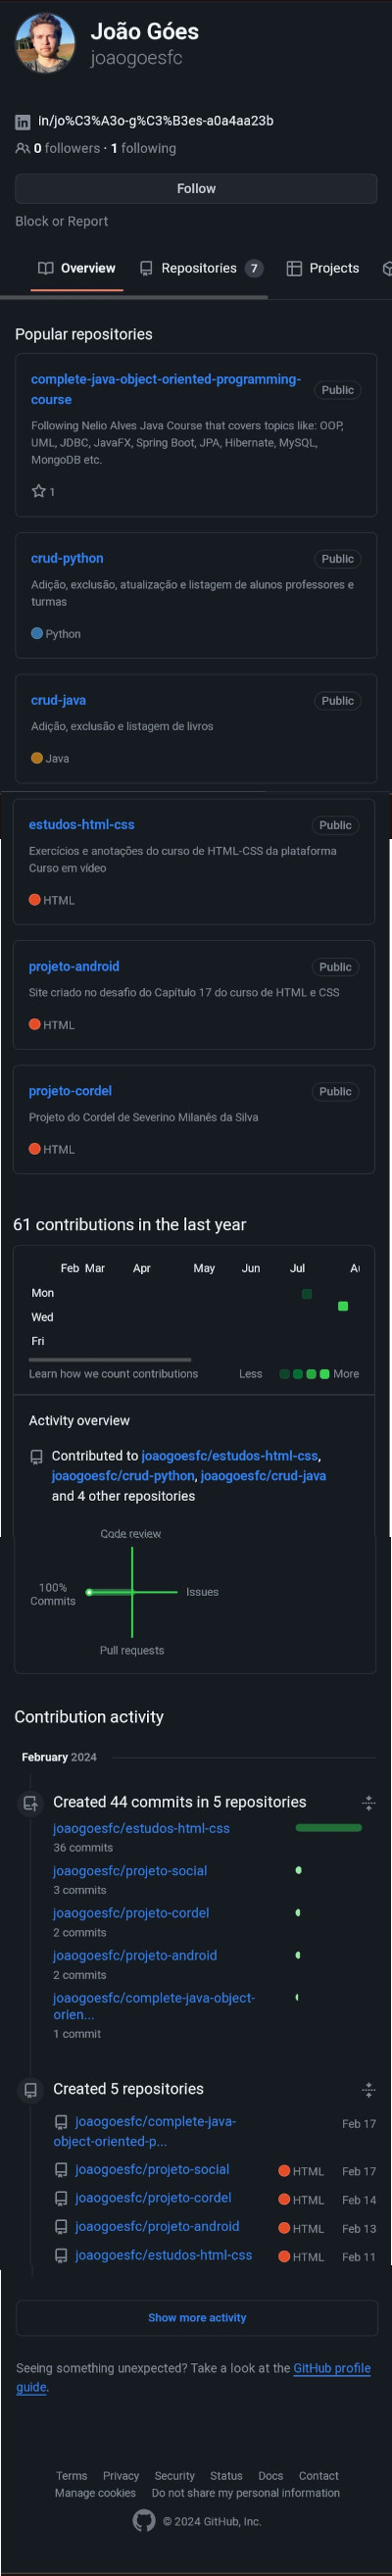 João Góes
joaogoesfc
in/jo%C3%A3o-g%C3%B3es-a0a4aa23b
0 followers · 1 following
Follow
Block or Report
Overview Repositories 7 Projects
Popular repositories
complete-java-object-oriented-programming-
course
Public
Following Nelio Alves Java Course that covers topics like: OOP,
UML, JDBC, JavaFX, Spring Boot, JPA, Hibernate, MySQL,
MongoDB etc.
1
crud-python Public
Adição, exclusão, atualização e listagem de alunos professores e
turmas
Python
crud-java Public
Adição, exclusão e listagem de livros
Java
estudos-html-css Public
Exercícios e anotações do curso de HTML-CSS da plataforma
Curso em vídeo
HTML
projeto-android Public
Site criado no desafio do Capítulo 17 do curso de HTML e CSS
HTML
projeto-cordel Public
Projeto do Cordel de Severino Milanês da Silva
HTML
61 contributions in the last year
Feb Mar Apr May Jun Jul
Mon
Wed
Fri
Learn how we count contributions Less More
Activity overview
Contributed to joaogoesfc/estudos-html-css,
joaogoesfc/crud-python, joaogoesfc/crud-java
and 4 other repositories
Code review
100%
Commits
Issues
Pull requests
Contribution activity
February 2024
Created 44 commits in 5 repositories
joaogoesfc/estudos-html-css
36 commits
joaogoesfc/projeto-social
3 commits
joaogoesfc/projeto-cordel
2 commits
joaogoesfc/projeto-android
2 commits
joaogoesfc/complete-java-object-
orien...
1 commit
Created 5 repositories
joaogoesfc/complete-java-
object-oriented-p...
Feb 17
joaogoesfc/projeto-social HTML Feb 17
joaogoesfc/projeto-cordel HTML Feb 14
joaogoesfc/projeto-android HTML Feb 13
joaogoesfc/estudos-html-css HTML Feb 11
Show more activity
Seeing something unexpected? Take a look at the GitHub profile
guide.
Terms Privacy Security Status Docs Contact
Manage cookies Do not share my personal information
© 2024 GitHub, Inc.